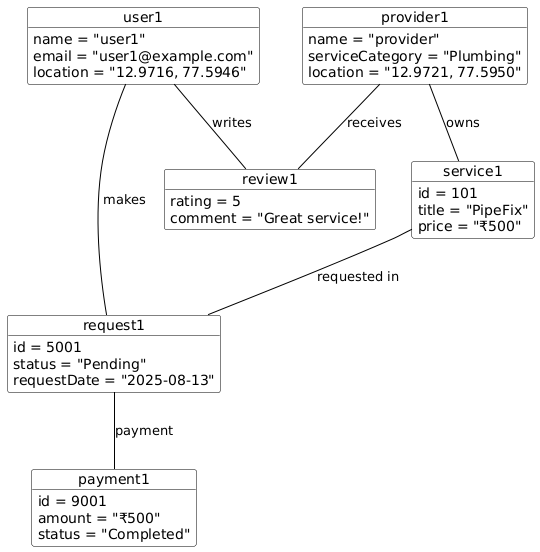 user1
name = "user1"
email = "user1@example.com"
location = "12.9716, 77.5946"
provider1
name = "provider"
serviceCategory = "Plumbing"
location = "12.9721, 77.5950"
writes
receives
owns
makes
review1
rating = 5
comment = "Great service!"
service1
id = 101
title = "PipeFix"
price = "₹500"
requested in
request1
id = 5001
status = "Pending"
requestDate = "2025-08-13"
payment
payment1
id = 9001
amount = "₹500"
status = "Completed"